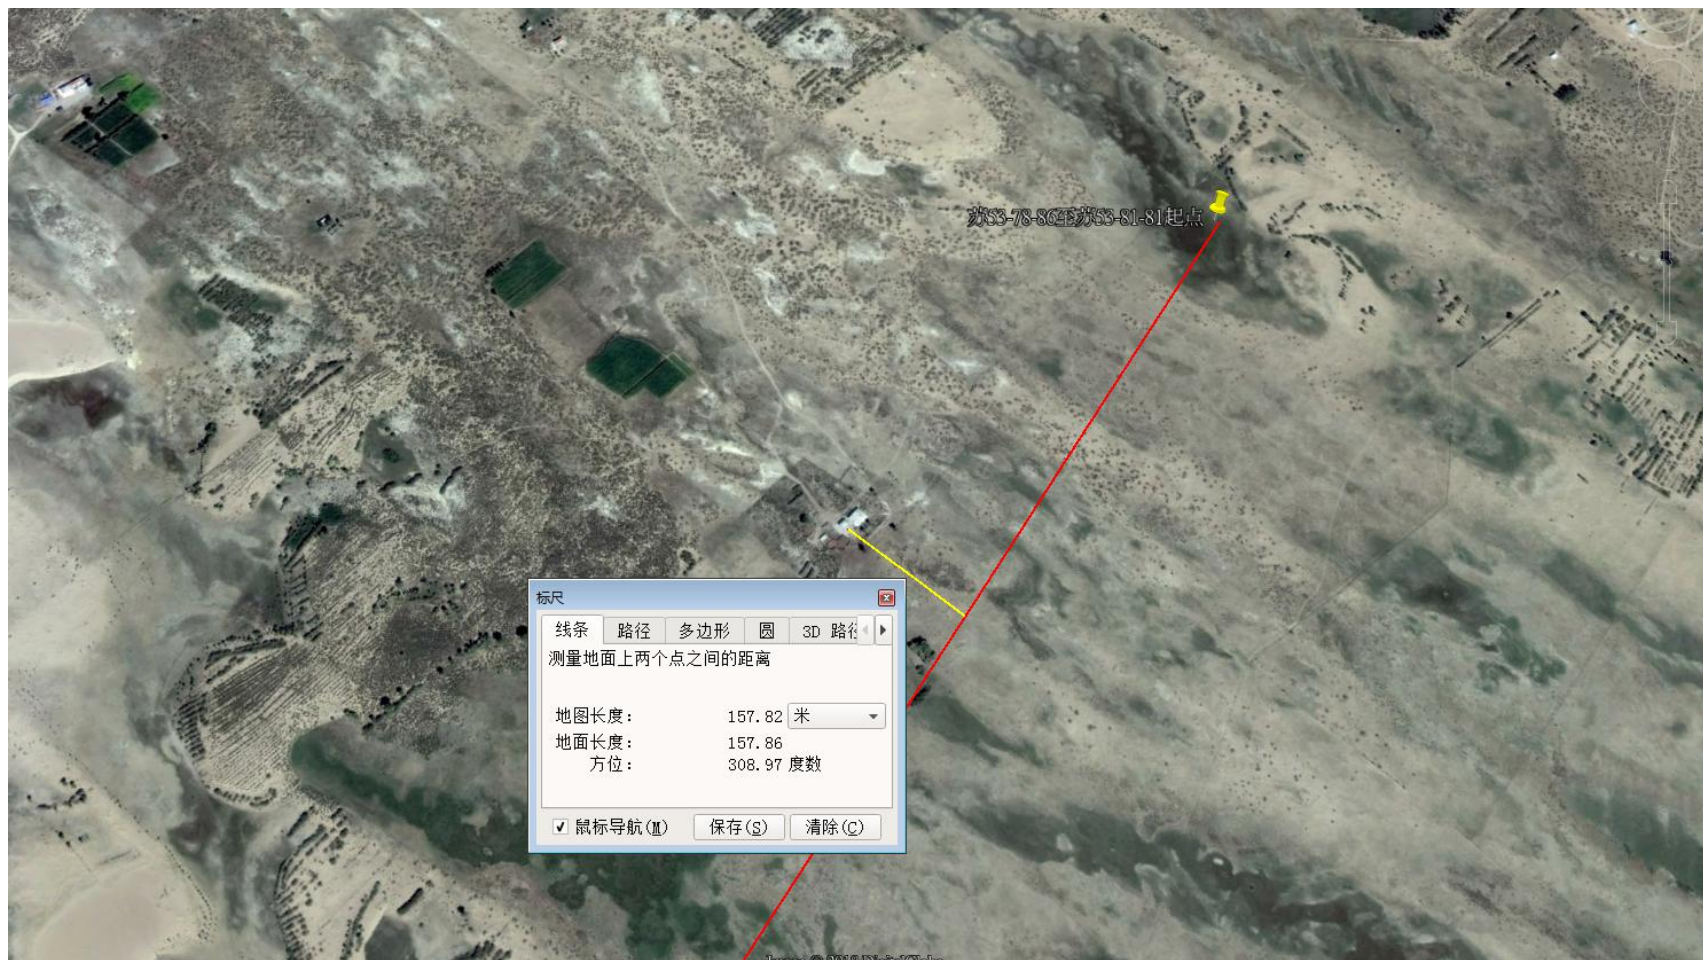 苏53-78-86至苏53-81-81起点
标尺
线条 路径 多边形 圆 3D 路径
测量地面上两个点之间的距离
地图长度: 157.82 米
地面长度: 157.86
方位: 308.97 度数
鼠标导航(M) 保存(S) 清除(C)